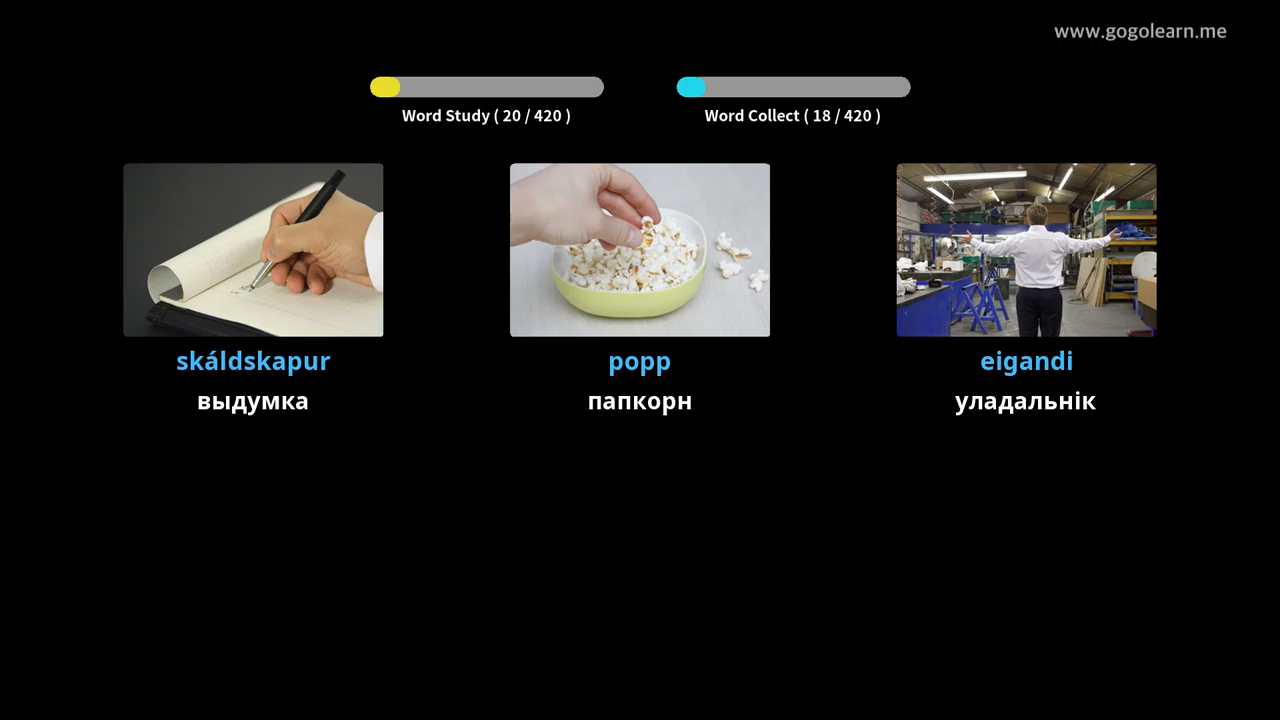 www.gogolearn.me
Word Study ( 20 / 420 )
Word Collect ( 18 / 420 )
skáldskapur
popp
eigandi
выдумка
папкорн
уладальнік